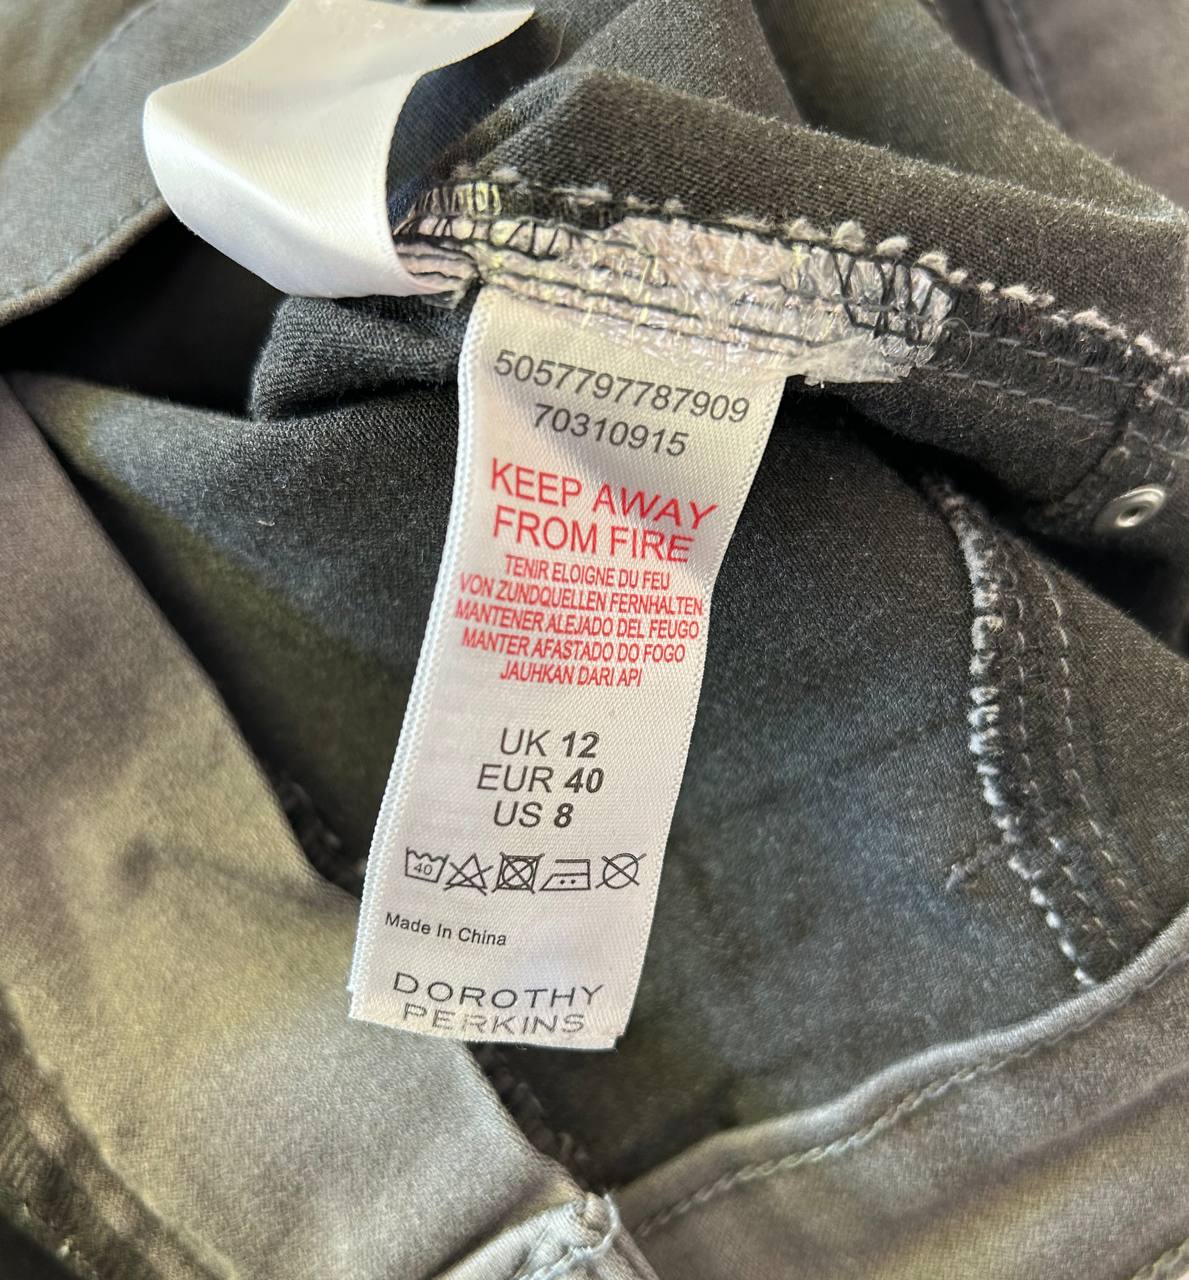 5057797787909
70310915
KEEP AWAY
FROM FIRE
TENIR ELOIGNE DU FEU
VON ZUNDQUELLEN FERNHALTEN
MANTENER ALEJADO DEL FEUGO
MANTER AFASTADO DO FOGO
JAUHKAN DARI API
UK 12
EUR 40
US 8
40
Made In China
DOROTHY
PERKINS